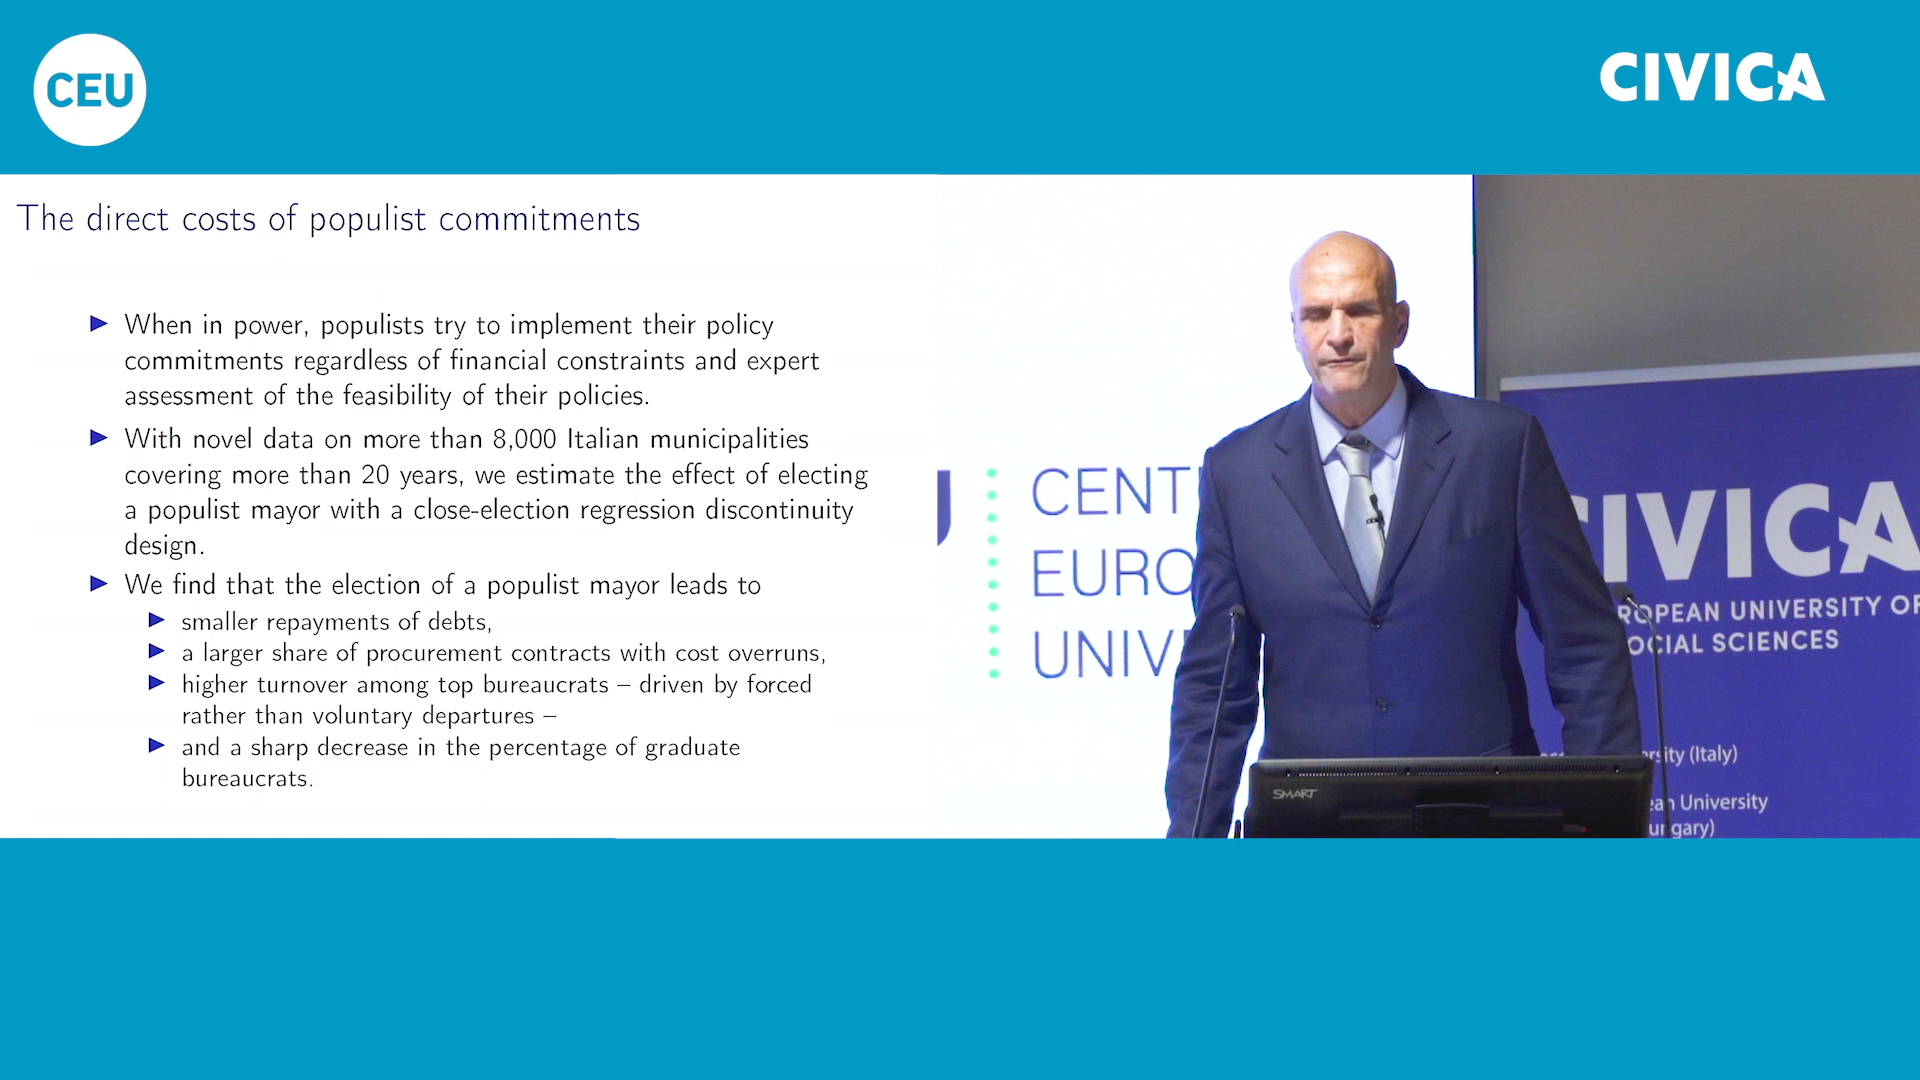 CEU
CIVICA
The direct costs of populist commitments
When in power, populists try to implement their policy
commitments regardless of financial constraints and expert
assessment of the feasibility of their policies.
With novel data on more than 8,000 Italian municipalities
covering more than 20 years, we estimate the effect of electing
a populist mayor with a close-election regression discontinuity
design.
We find that the election of a populist mayor leads to
smaller repayments of debts,
a larger share of procurement contracts with cost overruns,
higher turnover among top bureaucrats – driven by forced
rather than voluntary departures –
and a sharp decrease in the percentage of graduate
bureaucrats.
CENT
EURO
UNIV
CIVICA
ROPEAN UNIVERSITY OF
OCIAL SCIENCES
rsity (Italy)
ean University
ungary)
SMART